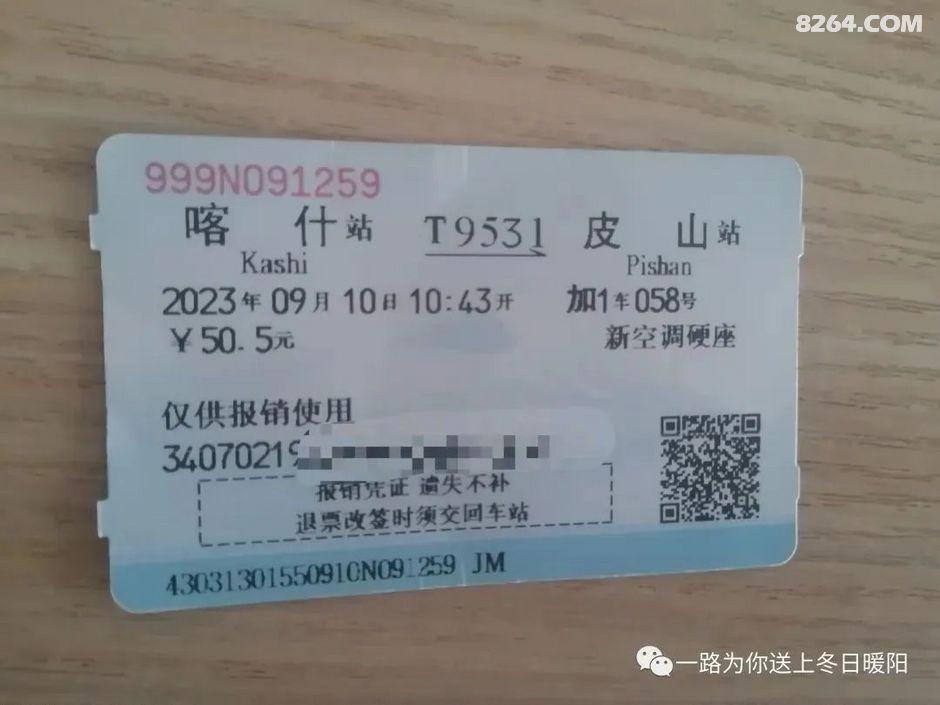 8264.COM
999N091259
喀什站 T9531 皮山站
Kashi Pishan
2023年09月10日10:43开 加1车058号
￥50.5元 新空调硬座
仅供报销使用
34070219
报销凭证 遗失不补
退票改签时须交回车站
43031301550910N091259 JM
一路为你送上冬日暖阳